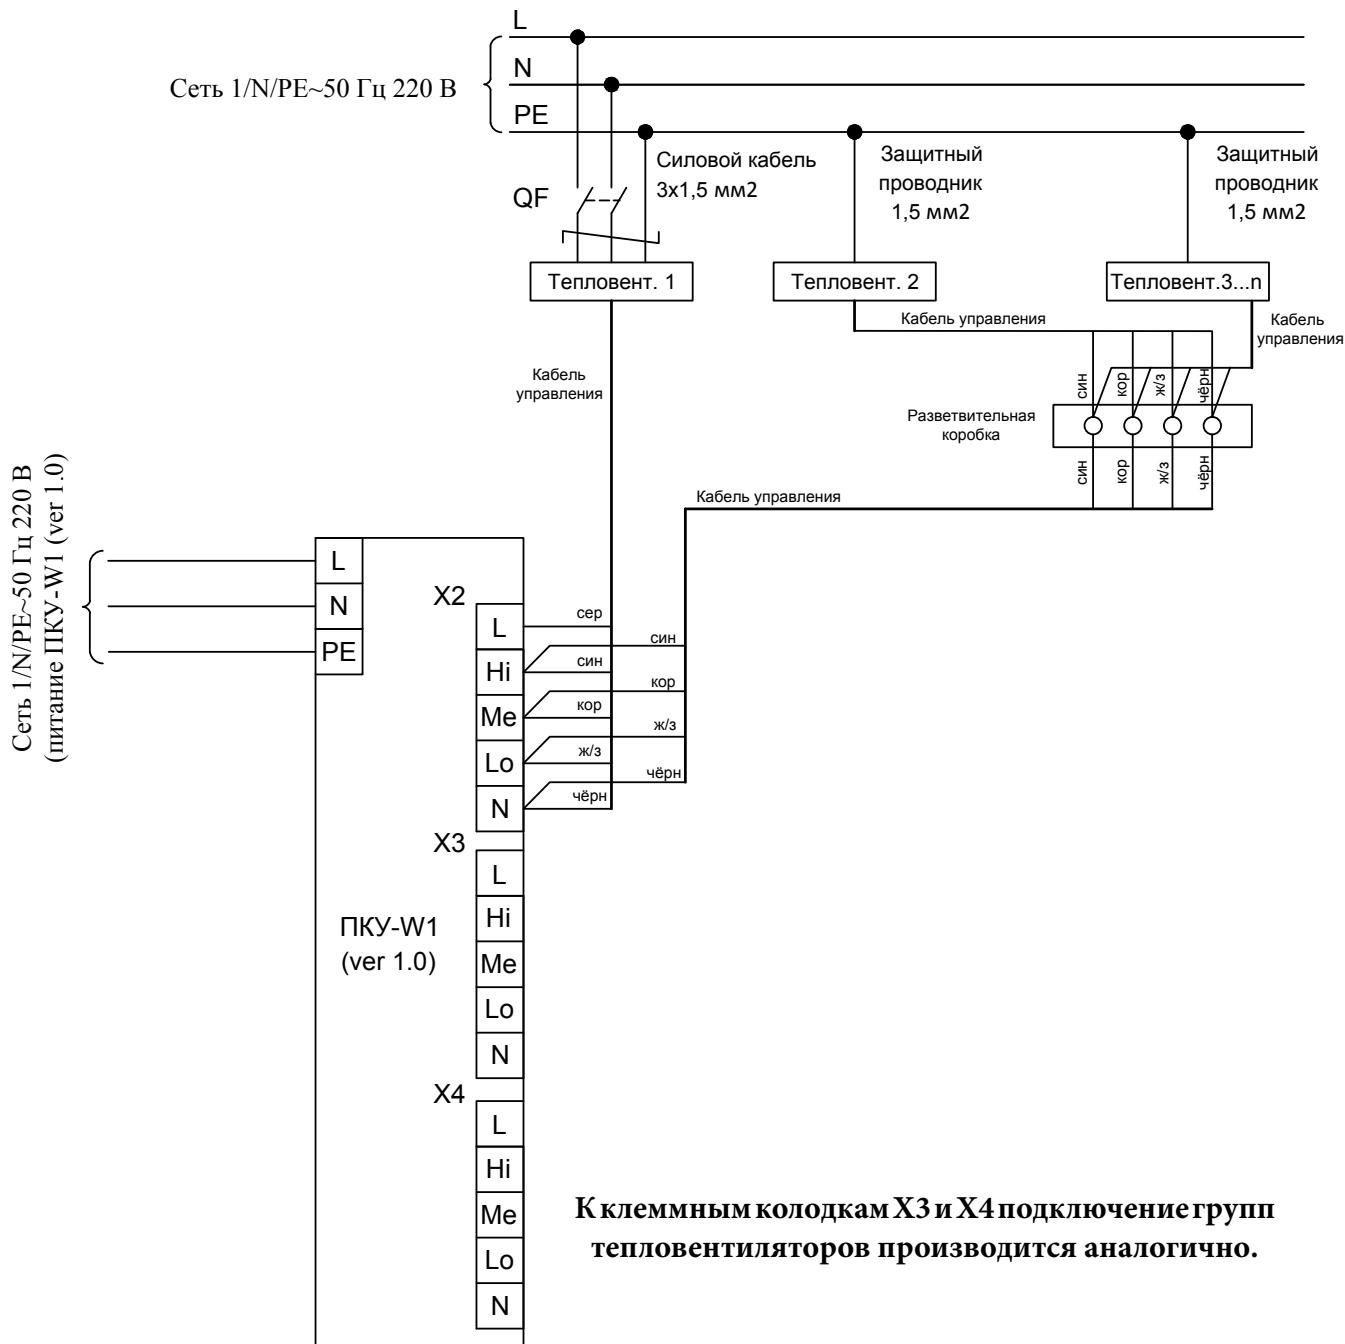 L
Сеть 1/N/PE~50 Гц 220 В
N
PE
Силовой кабель
3х1,5 мм2
Защитный
проводник
1,5 мм2
Защитный
проводник
1,5 мм2
QF
Тепловент. 1
Тепловент. 2
Тепловент.3...n
Кабель управления
Кабель
управления
Кабель
управления
син
кор
ж/з
чёрн
Разветвительная
коробка
син
кор
ж/з
чёрн
Кабель управления
Сеть 1/N/PE~50 Гц 220 В
(питание ПКУ-W1 (ver 1.0)
L
N
PE
X2
L
Hi
Me
Lo
N
сер
син
син
кор
кор
ж/з
ж/з
чёрн
чёрн
X3
L
Hi
Me
Lo
N
ПКУ-W1
(ver 1.0)
X4
L
Hi
Me
Lo
N
К клеммным колодкам X3 и X4 подключение групп
тепловентиляторов производится аналогично.